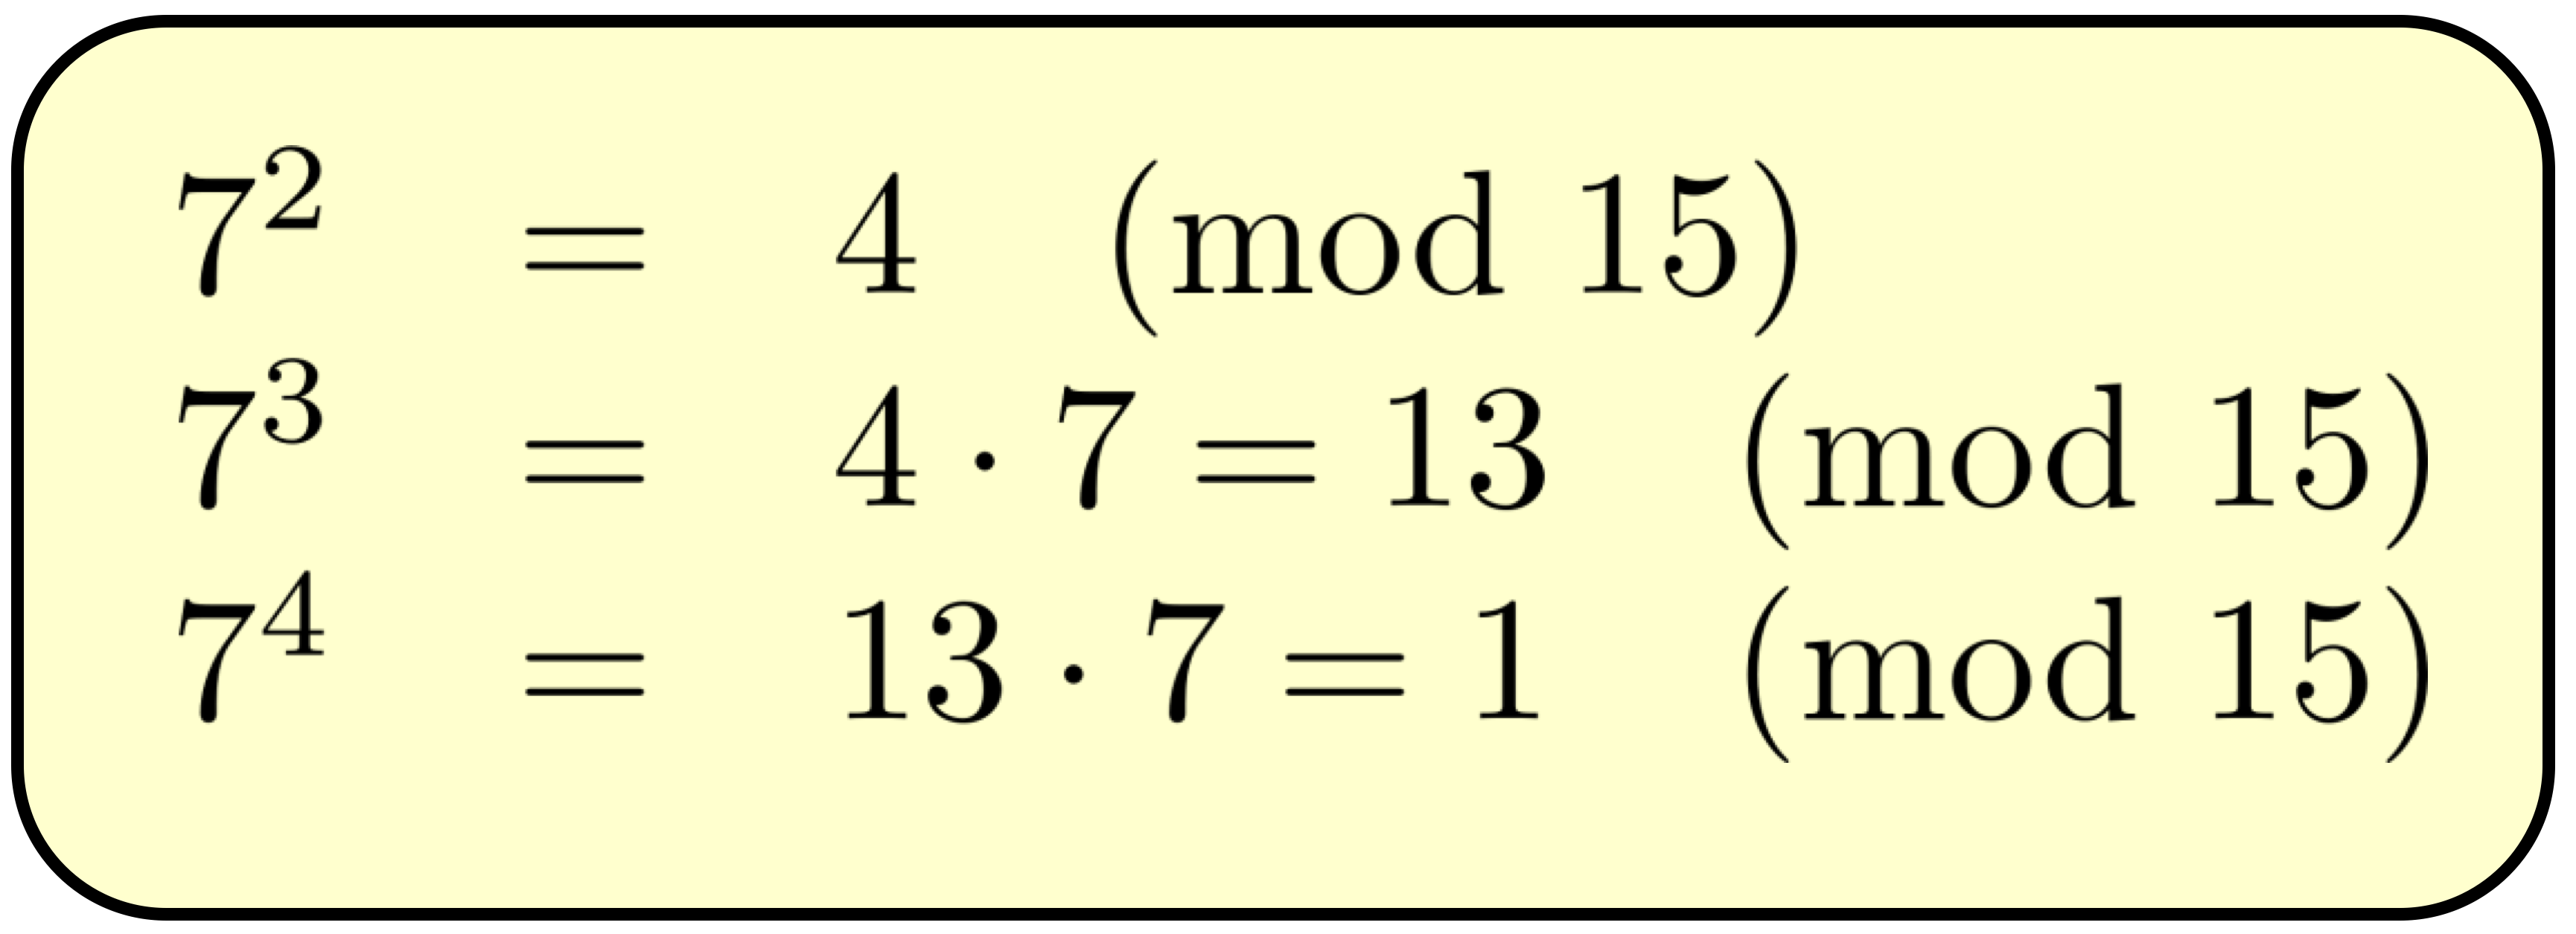 7² = 4 (mod 15)
7³ = 4 · 7 = 13 (mod 15)
7⁴ = 13 · 7 = 1 (mod 15)